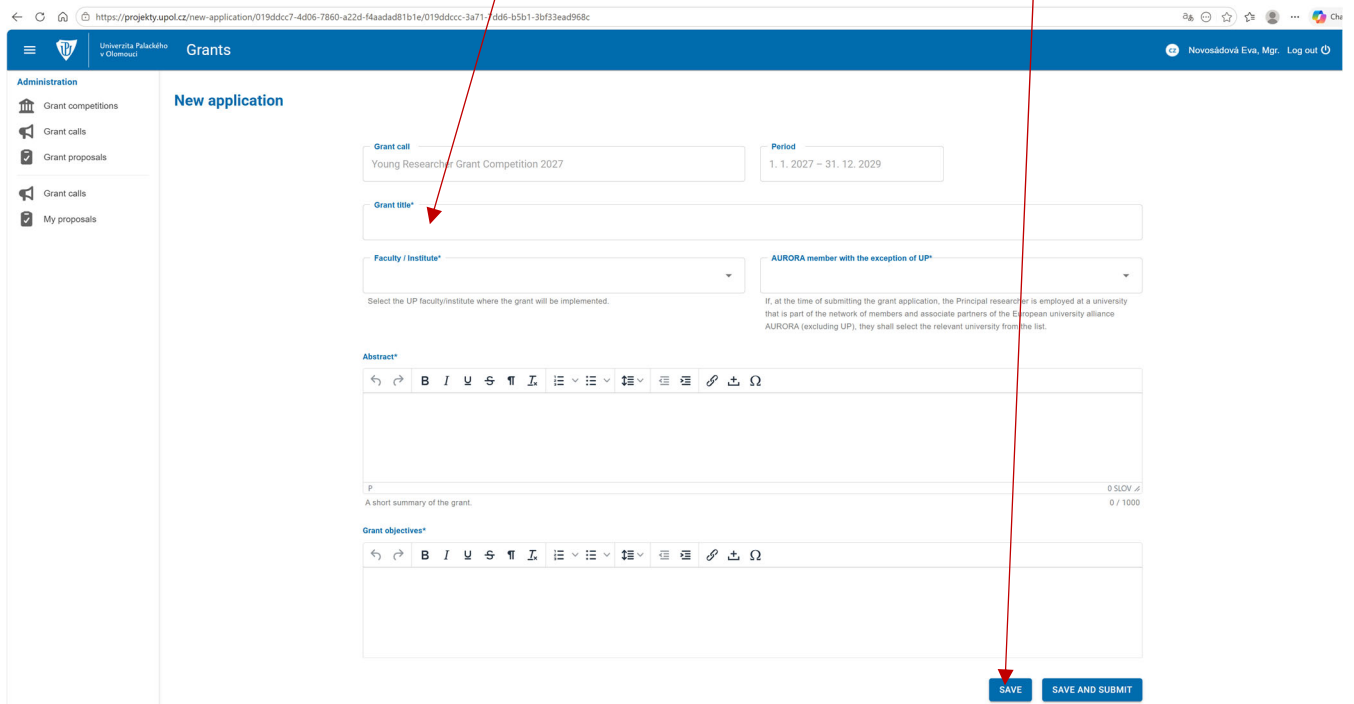 https://projekty.upol.cz/new-application/019ddcc7-4d06-7860-a22d-f4aadad81b1e/019ddccc-3a71-7dd6-b5b1-3bf33ead968c
Cha
Univerzita Palackého
v Olomouci
Grants
CZ
Novosádová Eva, Mgr.
Log out
Administration
Grant competitions
Grant calls
Grant proposals
Grant calls
My proposals
New application
Grant call
Young Researcher Grant Competition 2027
Period
1. 1. 2027 – 31. 12. 2029
Grant title*
Faculty / Institute*
Select the UP faculty/institute where the grant will be implemented.
AURORA member with the exception of UP*
If, at the time of submitting the grant application, the Principal researcher is employed at a university
that is part of the network of members and associate partners of the European university alliance
AURORA (excluding UP), they shall select the relevant university from the list.
Abstract*
P
0 SLOV
A short summary of the grant.
0 / 1000
Grant objectives*
SAVE
SAVE AND SUBMIT